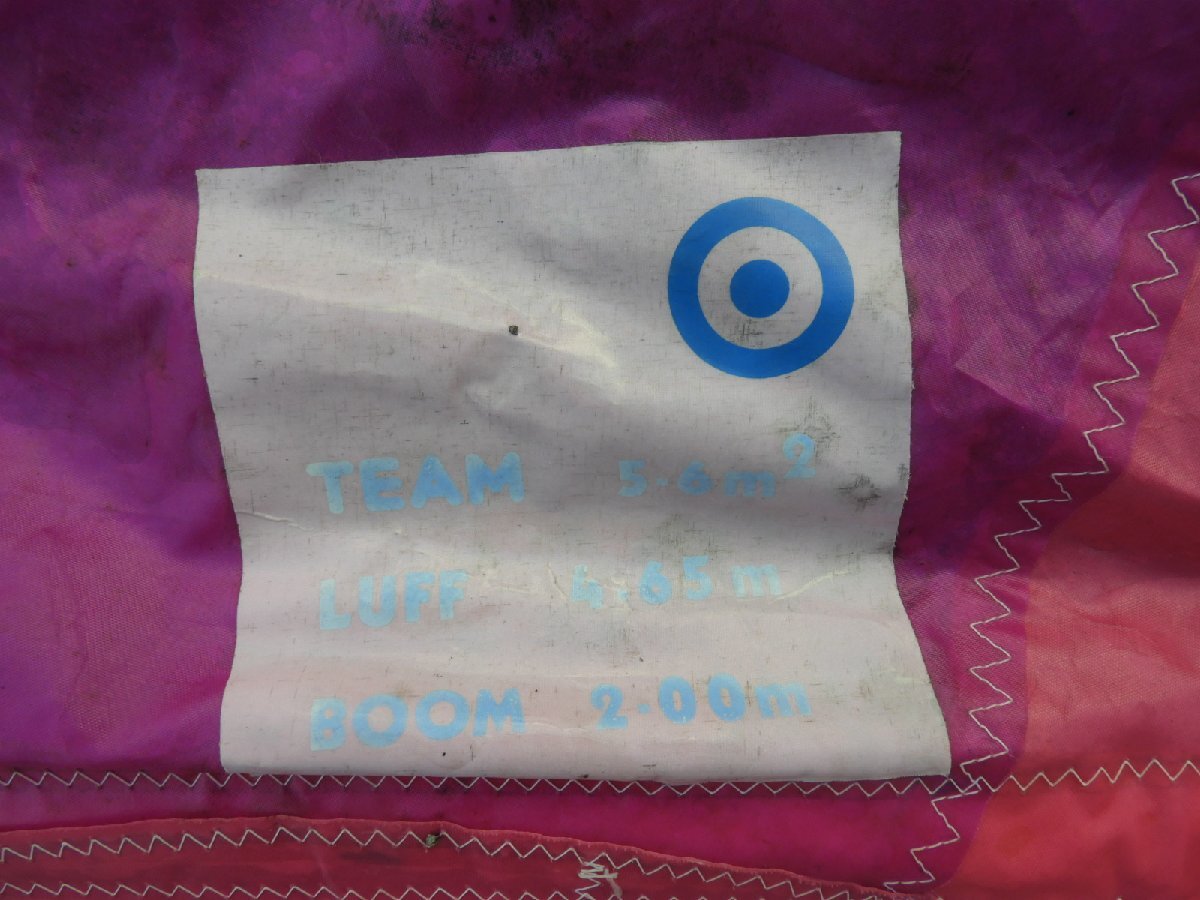 TEAM 5.6m²
LUFF 4.65m
BOOM 2.00m